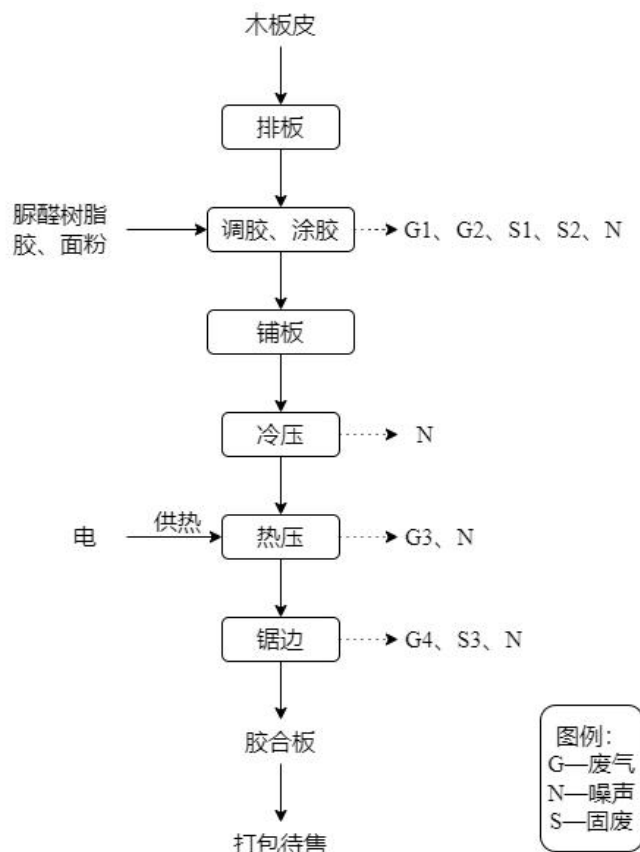 木板皮
排板
脲醛树脂
胶、面粉
调胶、涂胶
G1、G2、S1、S2、N
铺板
冷压
N
电
供热
热压
G3、N
锯边
G4、S3、N
胶合板
打包待售
图例：
G—废气
N—噪声
S—固废